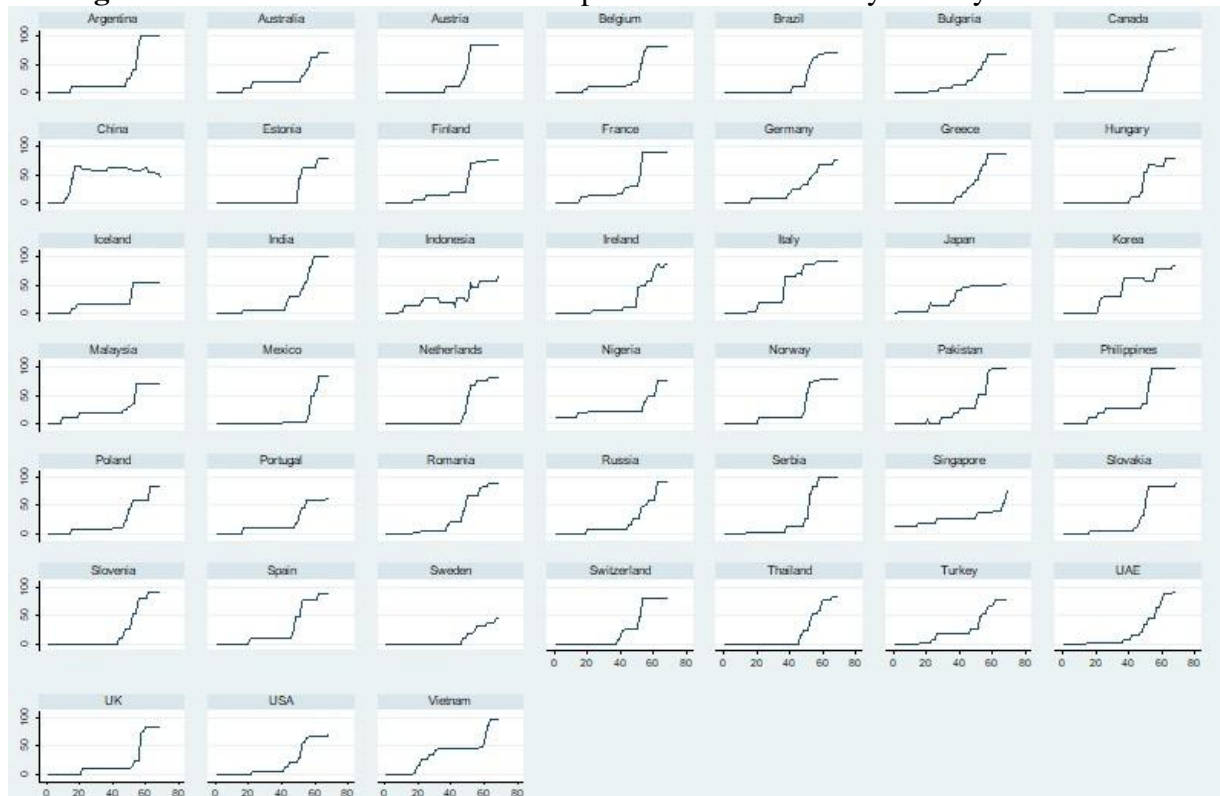 Argentina Australia Austria Belgium Brazil Bulgaria Canada
100
50
0
China Estonia Finland France Germany Greece Hungary
100
50
0
Iceland India Indonesia Ireland Italy Japan Korea
100
50
0
Malaysia Mexico Netherlands Nigeria Norway Pakistan Philippines
100
50
0
Poland Portugal Romania Russia Serbia Singapore Slovakia
100
50
0
Slovenia Spain Sweden Switzerland Thailand Turkey UAE
100
50
0
0 20 40 60 80 0 20 40 60 80 0 20 40 60 80 0 20 40 60 80
UK USA Vietnam
100
50
0
0 20 40 60 80 0 20 40 60 80 0 20 40 60 80